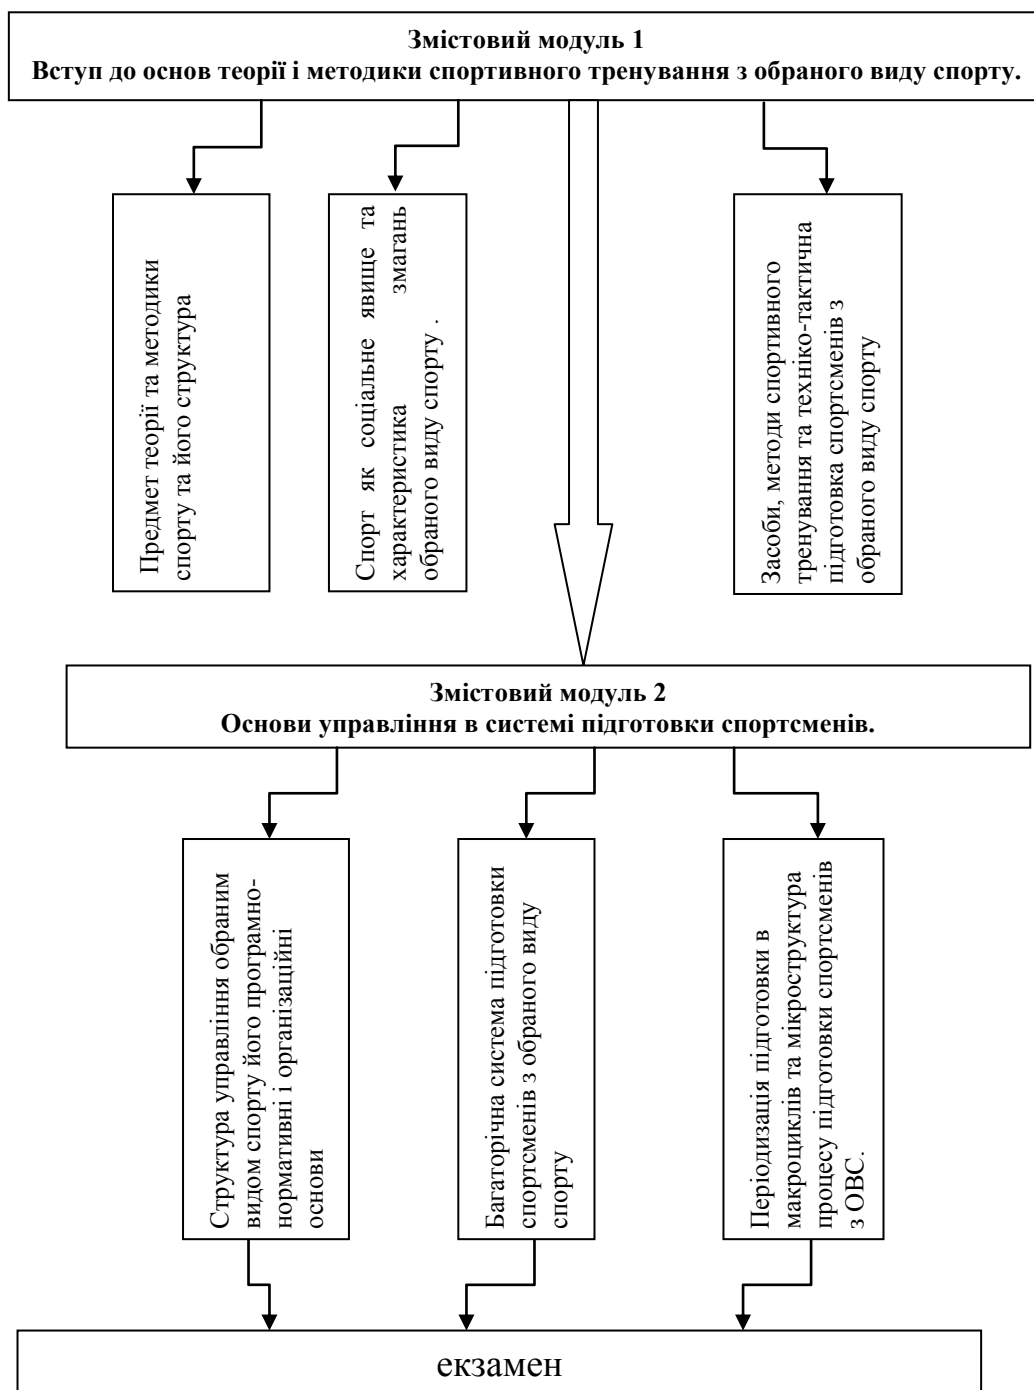 Змістовий модуль 1
Вступ до основ теорії і методики спортивного тренування з обраного виду спорту.
Предмет теорії та методики
спорту та його структура
Спорт як соціальне явище та
характеристика змагань
обраного виду спорту .
Засоби, методи спортивного
тренування та техніко-тактична
підготовка спортсменів з
обраного виду спорту
Змістовий модуль 2
Основи управління в системі підготовки спортсменів.
Структура управління обраним
видом спорту його програмно-
нормативні і організаційні
основи
Багаторічна система підготовки
спортсменів з обраного виду
спорту
Періодизація підготовки в
макроциклів та мікроструктура
процесу підготовки спортсменів
з ОВС.
екзамен